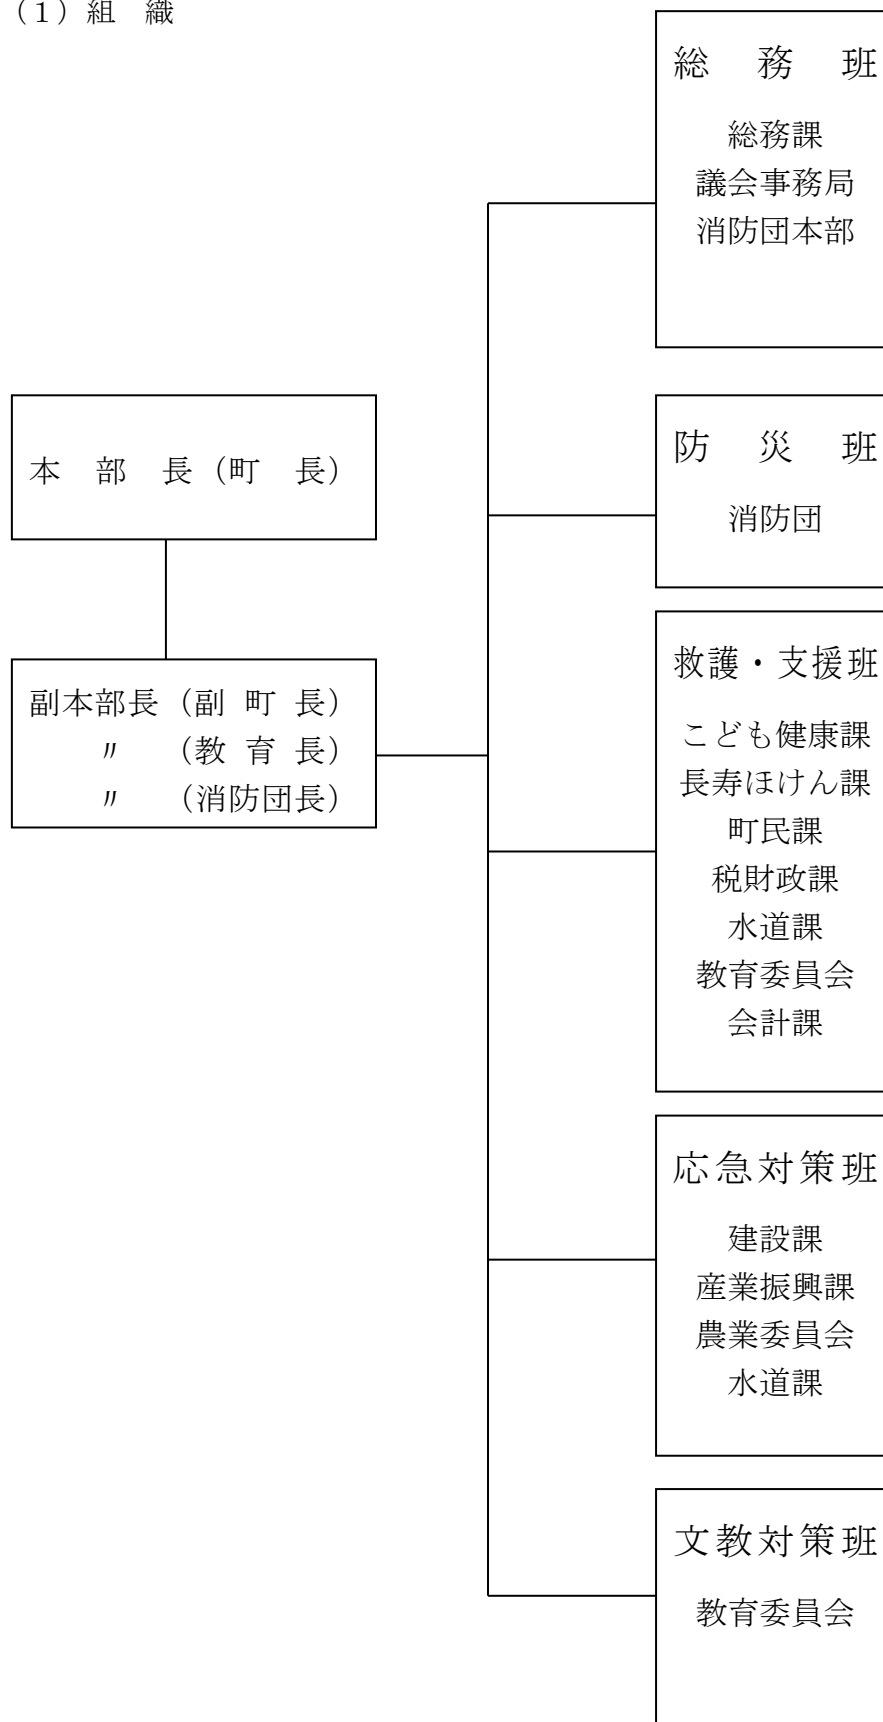 （１）組　織
総　務　班
総務課
議会事務局
消防団本部
本　部　長（町　長）
防　災　班
消防団
副本部長（副 町 長）
〃　（教 育 長）
〃　（消防団長）
救護・支援班
こども健康課
長寿ほけん課
町民課
税財政課
水道課
教育委員会
会計課
応急対策班
建設課
産業振興課
農業委員会
水道課
文教対策班
教育委員会